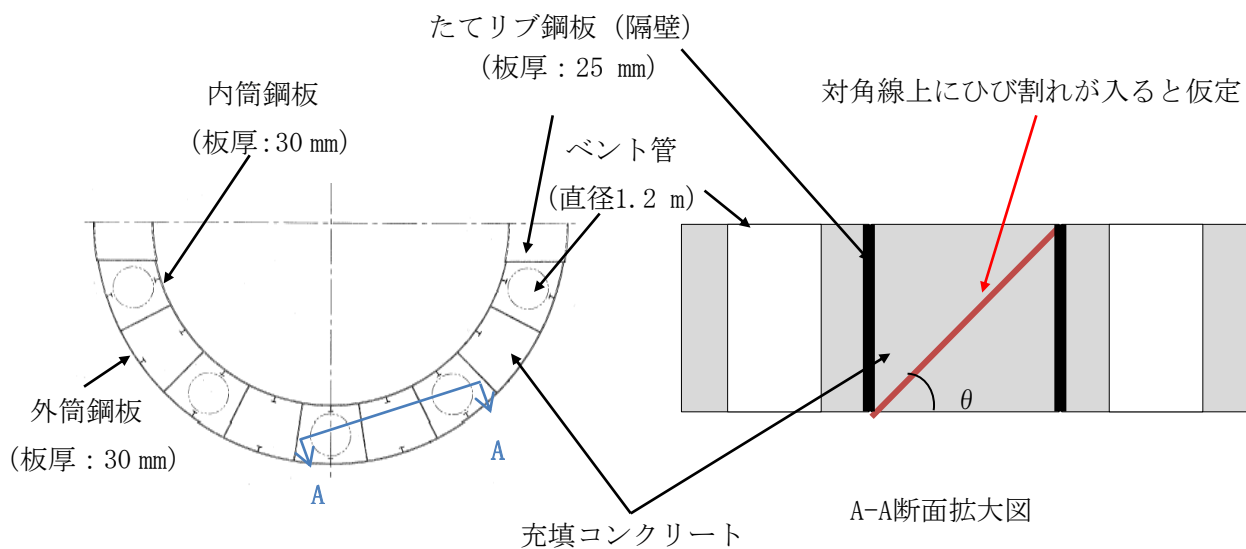 たてリブ鋼板（隔壁）
(板厚：25 mm)
内筒鋼板
(板厚：30 mm)
ベント管
(直径1.2 m)
外筒鋼板
(板厚：30 mm)
A
A
充填コンクリート
対角線上にひび割れが入ると仮定
θ
A-A断面拡大図